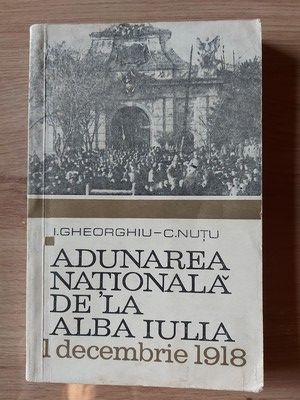 I.GHEORGHIU-C.NUȚU
ADUNAREA
NAȚIONALĂ
DE LA
ALBA IULIA
1 decembrie 1918